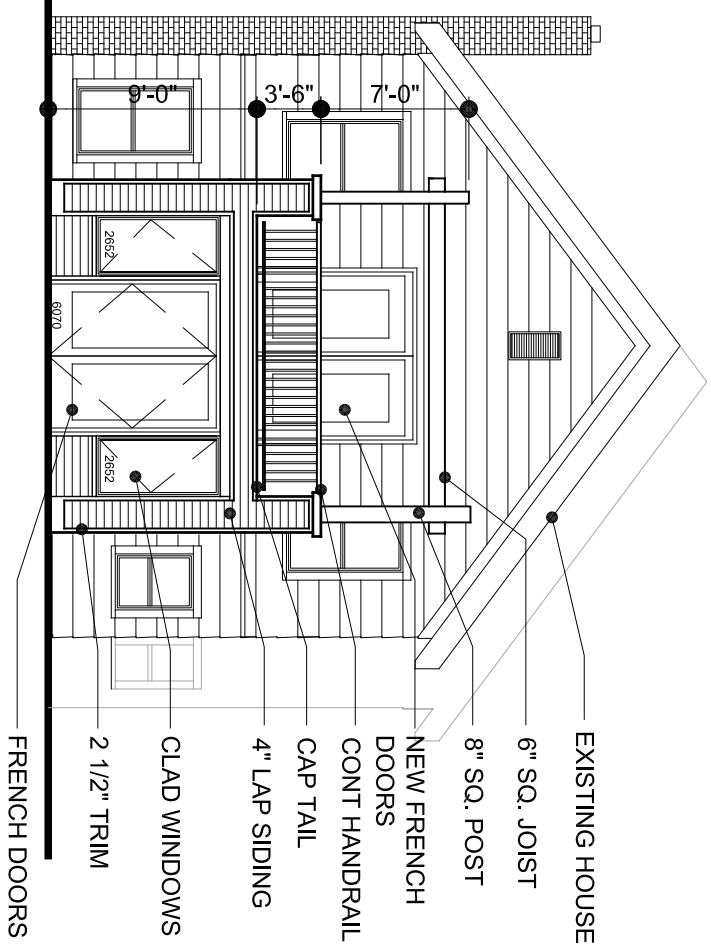 9'-0"
3'-6"
7'-0"
2652
6070
2652
EXISTING HOUSE
6" SQ. JOIST
8" SQ. POST
NEW FRENCH
DOORS
CONT HANDRAIL
CAP TAIL
4" LAP SIDING
CLAD WINDOWS
2 1/2" TRIM
FRENCH DOORS